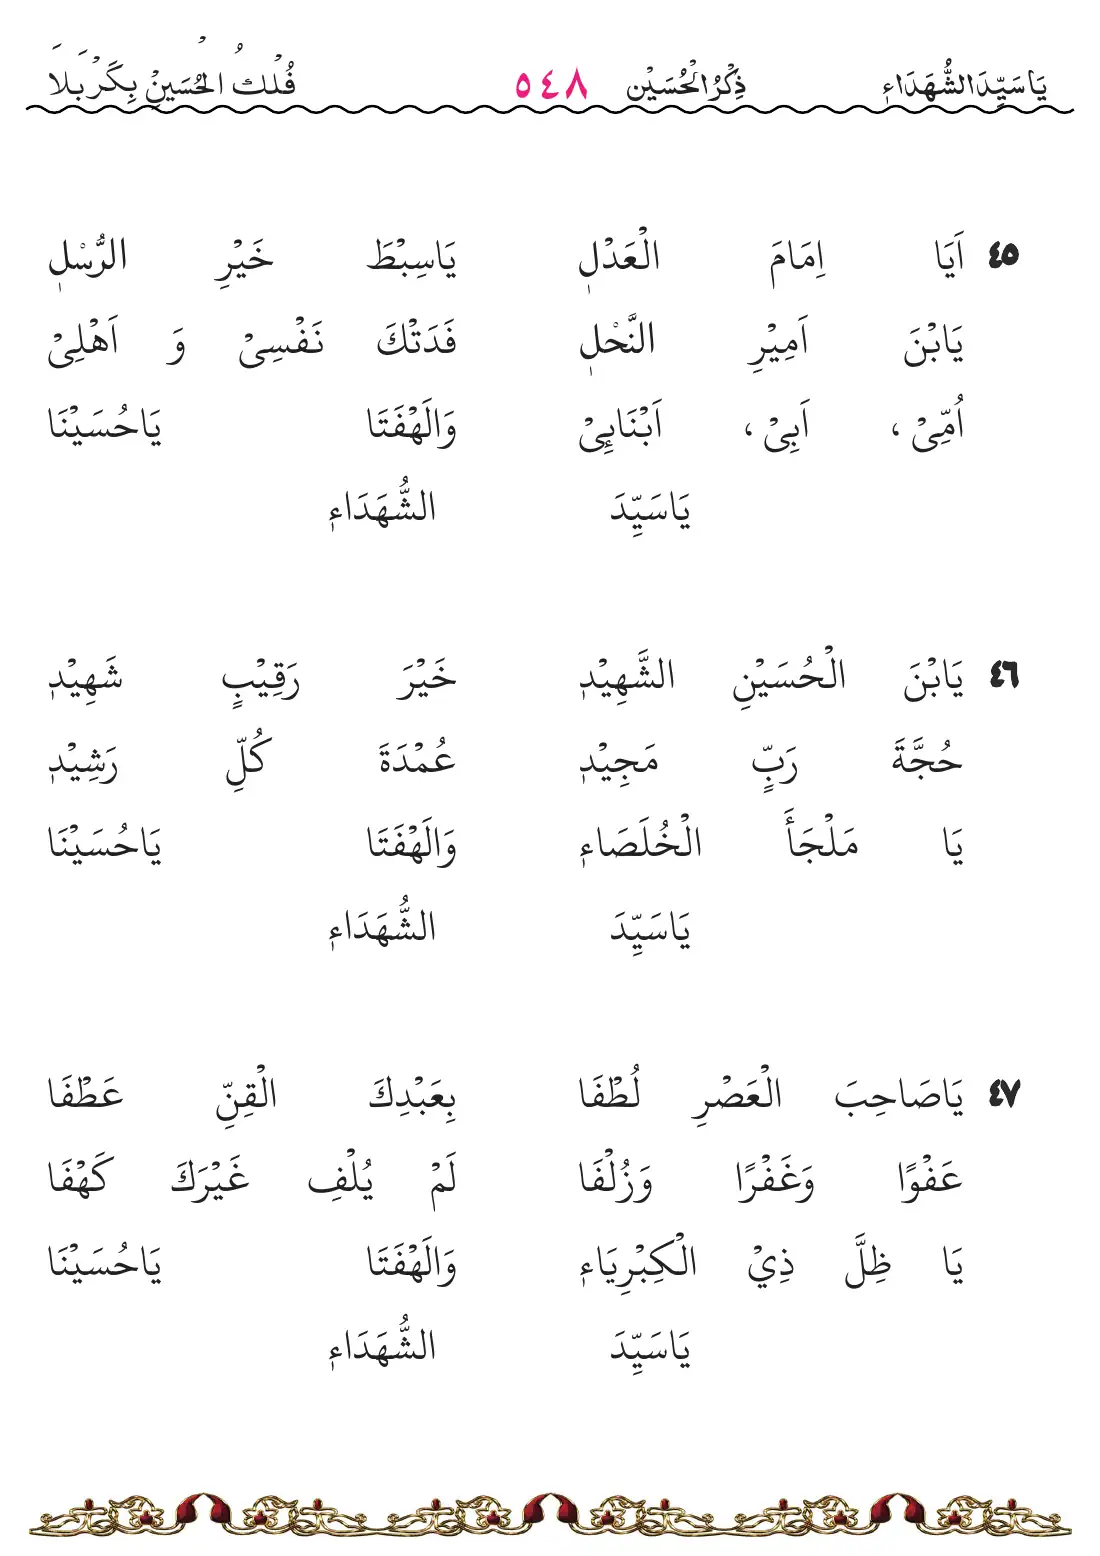 يَاسَيِّدَالشُّهَدَاءِ ذِكْرُالْحُسَيْن ٥٤٨ فُلْكُ الْحُسَيْنِ بِكَرْبَلَا
٤٥ اَيَا اِمَامَ الْعَدْلِ يَاسِبْطَ خَيْرِ الرُّسْلِ
يَابْنَ اَمِيْرِ النَّحْلِ فَدَتْكَ نَفْسِيْ وَ اَهْلِيْ
اُمِّيْ، اَبِيْ، اَبْنَائِيْ وَالَهْفَتَا يَاحُسَيْنَا
يَاسَيِّدَ الشُّهَدَاءِ
٤٦ يَابْنَ الْحُسَيْنِ الشَّهِيْدِ خَيْرَ رَقِيْبٍ شَهِيْدِ
حُجَّةَ رَبٍّ مَجِيْدِ عُمْدَةَ كُلِّ رَشِيْدِ
يَا مَلْجَأَ الْخُلَصَاءِ وَالَهْفَتَا يَاحُسَيْنَا
يَاسَيِّدَ الشُّهَدَاءِ
٤٧ يَاصَاحِبَ الْعَصْرِ لُطْفَا بِعَبْدِكَ الْقِنِّ عَطْفَا
عَفْوًا وَغَفْرًا وَزُلْفَا لَمْ يُلْفِ غَيْرَكَ كَهْفَا
يَا ظِلَّ ذِيْ الْكِبْرِيَاءِ وَالَهْفَتَا يَاحُسَيْنَا
يَاسَيِّدَ الشُّهَدَاءِ